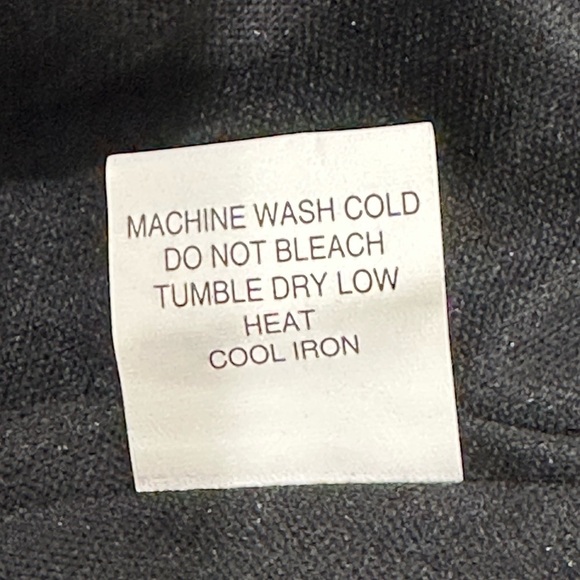 MACHINE WASH COLD
DO NOT BLEACH
TUMBLE DRY LOW
HEAT
COOL IRON